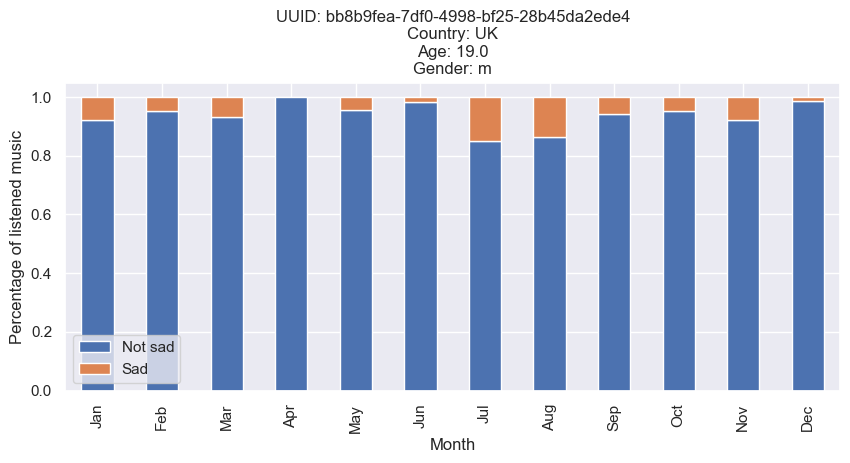 UUID: bb8b9fea-7df0-4998-bf25-28b45da2ede4
Country: UK
Age: 19.0
Gender: m
Percentage of listened music
1.0
0.8
0.6
0.4
0.2
0.0
Not sad
Sad
Jan
Feb
Mar
Apr
May
Jun
Jul
Aug
Sep
Oct
Nov
Dec
Month